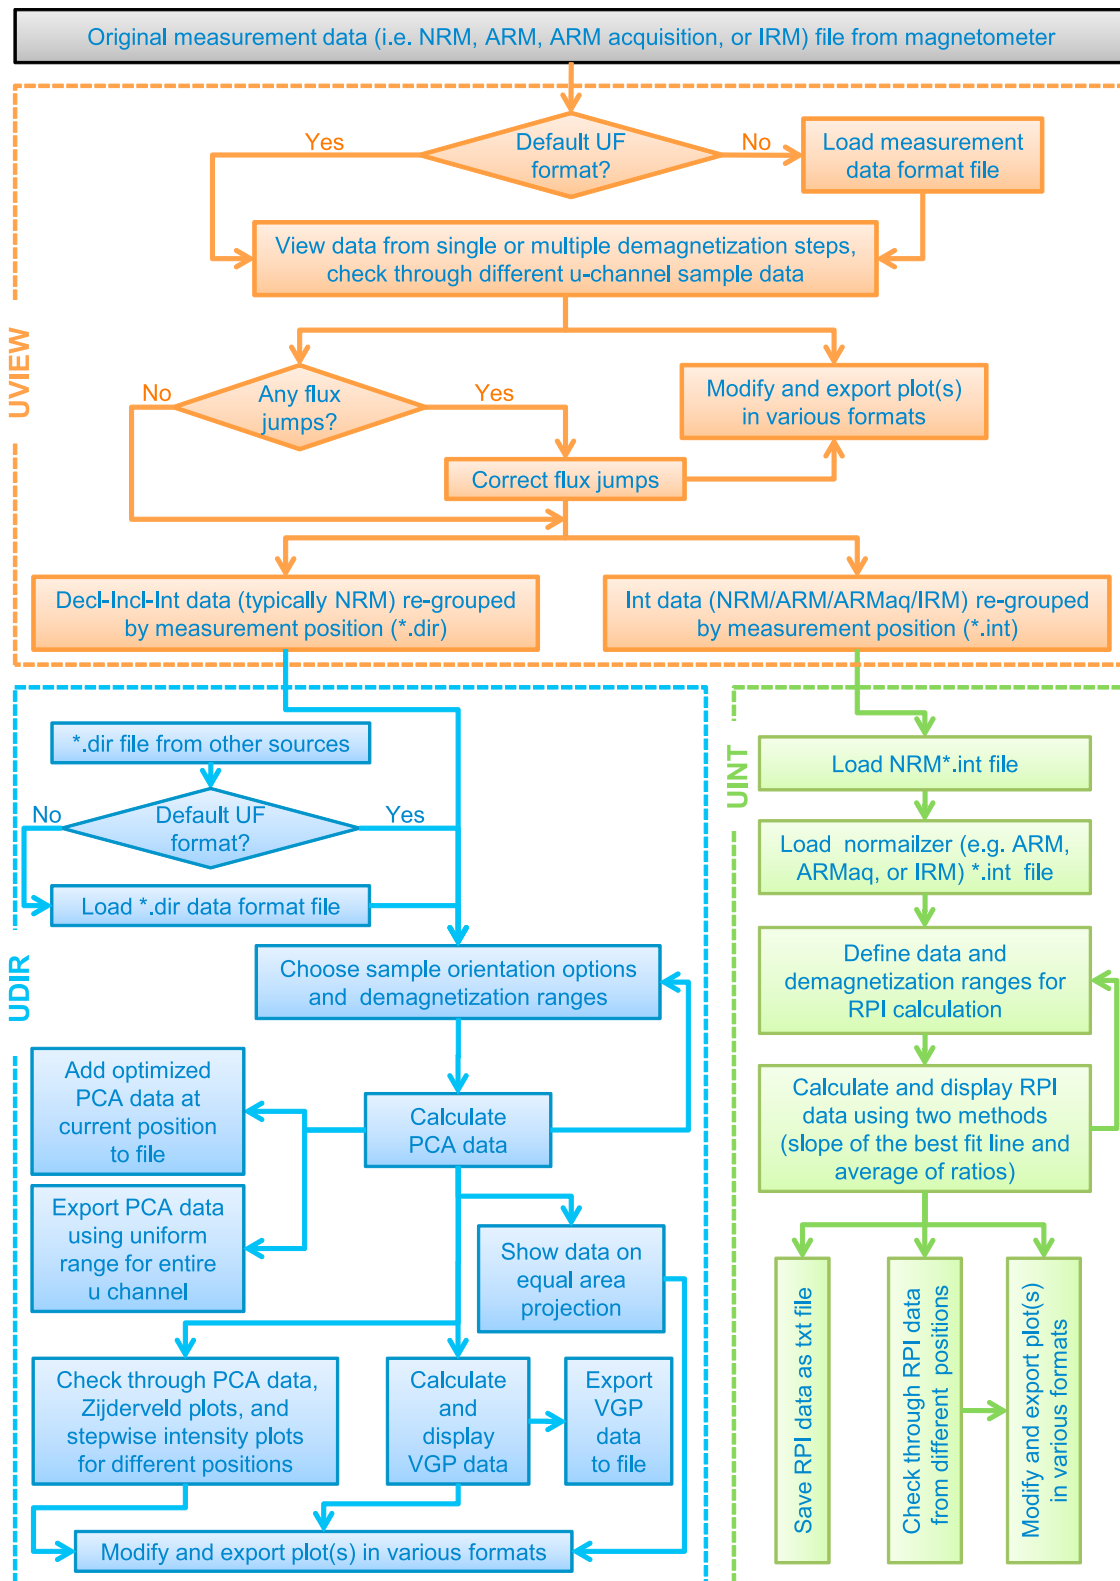 Original measurement data (i.e. NRM, ARM, ARM acquisition, or IRM) file from magnetometer
UVIEW
Default UF
format?
Yes
No
Load measurement
data format file
View data from single or multiple demagnetization steps,
check through different u-channel sample data
Any flux
jumps?
No
Yes
Modify and export plot(s)
in various formats
Correct flux jumps
Decl-Incl-Int data (typically NRM) re-grouped
by measurement position (*.dir)
Int data (NRM/ARM/ARMaq/IRM) re-grouped
by measurement position (*.int)
UDIR
*.dir file from other sources
Default UF
format?
No
Yes
Load *.dir data format file
Choose sample orientation options
and demagnetization ranges
Add optimized
PCA data at
current position
to file
Calculate
PCA data
Export PCA data
using uniform
range for entire
u channel
Show data on
equal area
projection
Check through PCA data,
Zijderveld plots, and
stepwise intensity plots
for different positions
Calculate
and
display
VGP data
Export
VGP
data
to file
Modify and export plot(s) in various formats
UINT
Load NRM*.int file
Load normailzer (e.g. ARM,
ARMaq, or IRM) *.int file
Define data and
demagnetization ranges for
RPI calculation
Calculate and display RPI
data using two methods
(slope of the best fit line and
average of ratios)
Save RPI data as txt file
Check through RPI data
from different positions
Modify and export plot(s)
in various formats